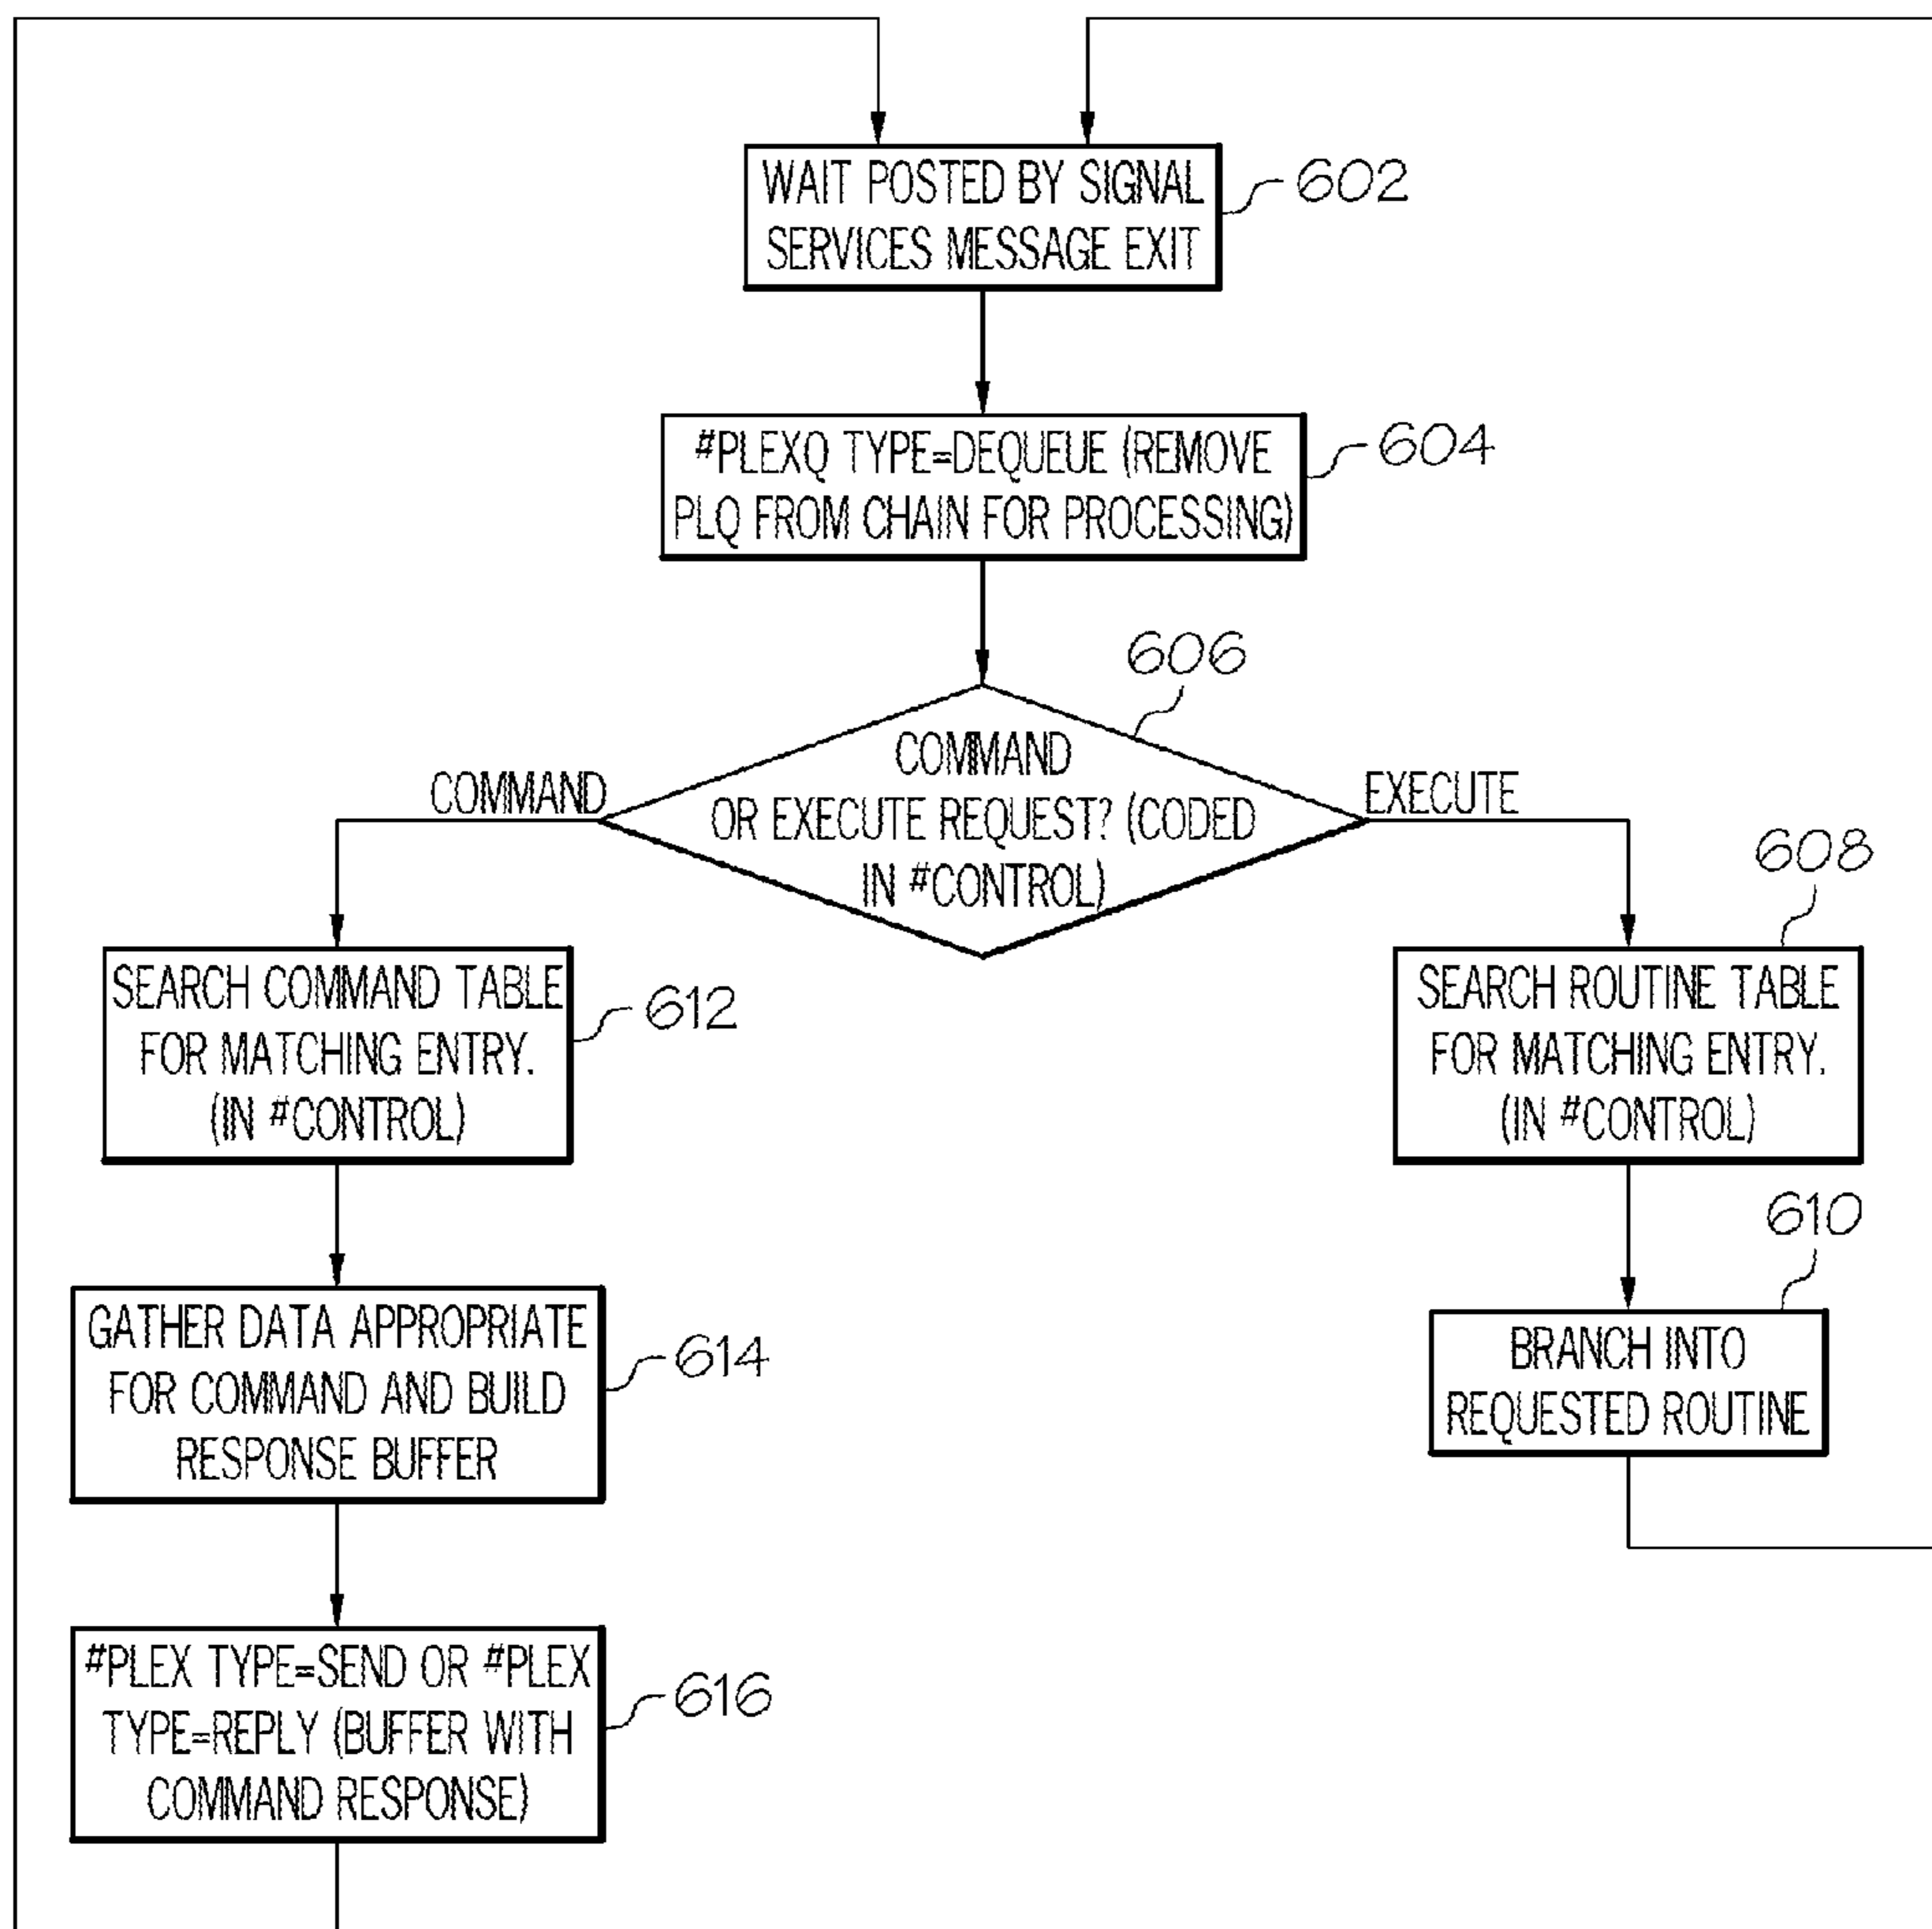 WAIT POSTED BY SIGNAL
SERVICES MESSAGE EXIT
602
#PLEXQ TYPE=DEQUEUE (REMOVE
PLQ FROM CHAIN FOR PROCESSING)
604
606
COMMAND
OR EXECUTE REQUEST? (CODED
IN #CONTROL)
COMMAND
EXECUTE
608
SEARCH COMMAND TABLE
FOR MATCHING ENTRY.
(IN #CONTROL)
612
SEARCH ROUTINE TABLE
FOR MATCHING ENTRY.
(IN #CONTROL)
610
GATHER DATA APPROPRIATE
FOR COMMAND AND BUILD
RESPONSE BUFFER
614
BRANCH INTO
REQUESTED ROUTINE
#PLEX TYPE=SEND OR #PLEX
TYPE=REPLY (BUFFER WITH
COMMAND RESPONSE)
616